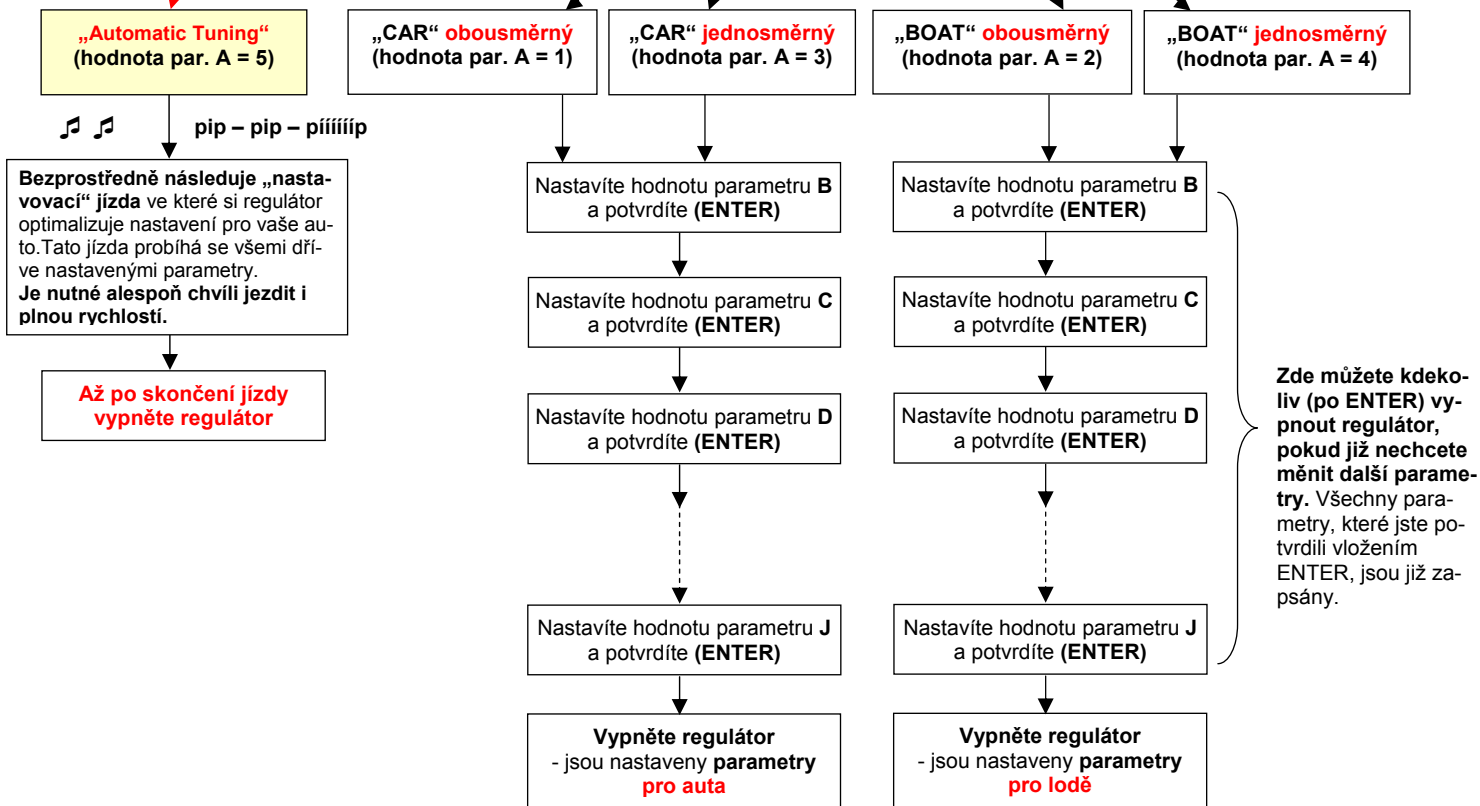 „Automatic Tuning“
(hodnota par. A = 5)
„CAR“ obousměrný
(hodnota par. A = 1)
„CAR“ jednosměrný
(hodnota par. A = 3)
„BOAT“ obousměrný
(hodnota par. A = 2)
„BOAT“ jednosměrný
(hodnota par. A = 4)
♫ ♫ pip – pip – píííííp
Bezprostředně následuje „nasta-
vovací“ jízda ve které si regulátor
optimalizuje nastavení pro vaše au-
to.Tato jízda probíhá se všemi dří-
ve nastavenými parametry.
Je nutné alespoň chvíli jezdit i
plnou rychlostí.
Až po skončení jízdy
vypněte regulátor
Nastavíte hodnotu parametru B
a potvrdíte (ENTER)
Nastavíte hodnotu parametru C
a potvrdíte (ENTER)
Nastavíte hodnotu parametru D
a potvrdíte (ENTER)
Nastavíte hodnotu parametru J
a potvrdíte (ENTER)
Vypněte regulátor
- jsou nastaveny parametry
pro auta
Nastavíte hodnotu parametru B
a potvrdíte (ENTER)
Nastavíte hodnotu parametru C
a potvrdíte (ENTER)
Nastavíte hodnotu parametru D
a potvrdíte (ENTER)
Nastavíte hodnotu parametru J
a potvrdíte (ENTER)
Vypněte regulátor
- jsou nastaveny parametry
pro lodě
Zde můžete kdeko-
liv (po ENTER) vy-
pnout regulátor,
pokud již nechcete
měnit další parame-
try. Všechny para-
metry, které jste po-
tvrdili vložením
ENTER, jsou již za-
psány.